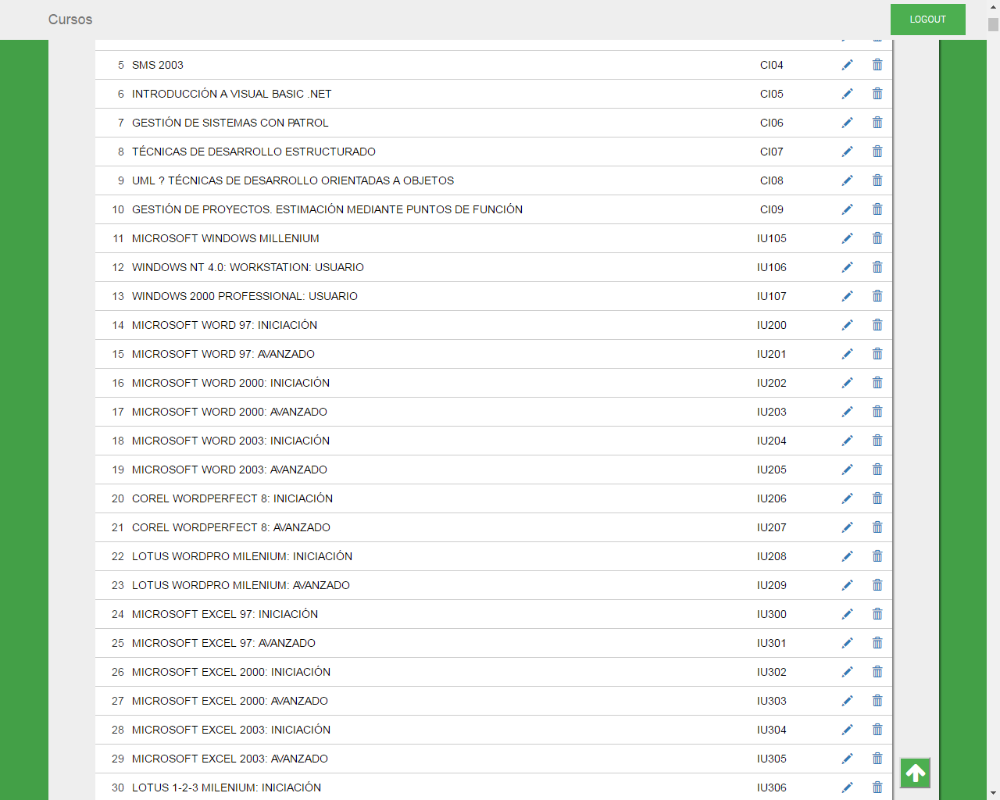 Cursos LOGOUT
5 SMS 2003 CI04
6 INTRODUCCIÓN A VISUAL BASIC .NET CI05
7 GESTIÓN DE SISTEMAS CON PATROL CI06
8 TÉCNICAS DE DESARROLLO ESTRUCTURADO CI07
9 UML ? TÉCNICAS DE DESARROLLO ORIENTADAS A OBJETOS CI08
10 GESTIÓN DE PROYECTOS. ESTIMACIÓN MEDIANTE PUNTOS DE FUNCIÓN CI09
11 MICROSOFT WINDOWS MILLENIUM IU105
12 WINDOWS NT 4.0: WORKSTATION: USUARIO IU106
13 WINDOWS 2000 PROFESSIONAL: USUARIO IU107
14 MICROSOFT WORD 97: INICIACIÓN IU200
15 MICROSOFT WORD 97: AVANZADO IU201
16 MICROSOFT WORD 2000: INICIACIÓN IU202
17 MICROSOFT WORD 2000: AVANZADO IU203
18 MICROSOFT WORD 2003: INICIACIÓN IU204
19 MICROSOFT WORD 2003: AVANZADO IU205
20 COREL WORDPERFECT 8: INICIACIÓN IU206
21 COREL WORDPERFECT 8: AVANZADO IU207
22 LOTUS WORDPRO MILENIUM: INICIACIÓN IU208
23 LOTUS WORDPRO MILENIUM: AVANZADO IU209
24 MICROSOFT EXCEL 97: INICIACIÓN IU300
25 MICROSOFT EXCEL 97: AVANZADO IU301
26 MICROSOFT EXCEL 2000: INICIACIÓN IU302
27 MICROSOFT EXCEL 2000: AVANZADO IU303
28 MICROSOFT EXCEL 2003: INICIACIÓN IU304
29 MICROSOFT EXCEL 2003: AVANZADO IU305
30 LOTUS 1-2-3 MILENIUM: INICIACIÓN IU306